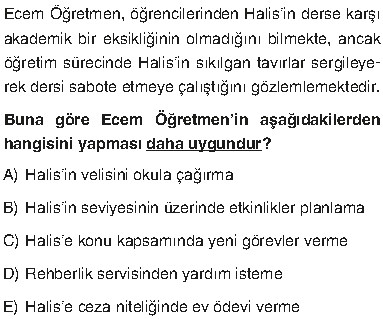 Ecem Öğretmen, öğrencilerinden Halis'in derse karşı
akademik bir eksikliğinin olmadığını bilmekte, ancak
öğretim sürecinde Halis'in sıkılgan tavırlar sergileye-
rek dersi sabote etmeye çalıştığını gözlemlemektedir.
Buna göre Ecem Öğretmen'in aşağıdakilerden
hangisini yapması daha uygundur?
A) Halis'in velisini okula çağırma
B) Halis'in seviyesinin üzerinde etkinlikler planlama
C) Halis'e konu kapsamında yeni görevler verme
D) Rehberlik servisinden yardım isteme
E) Halis'e ceza niteliğinde ev ödevi verme